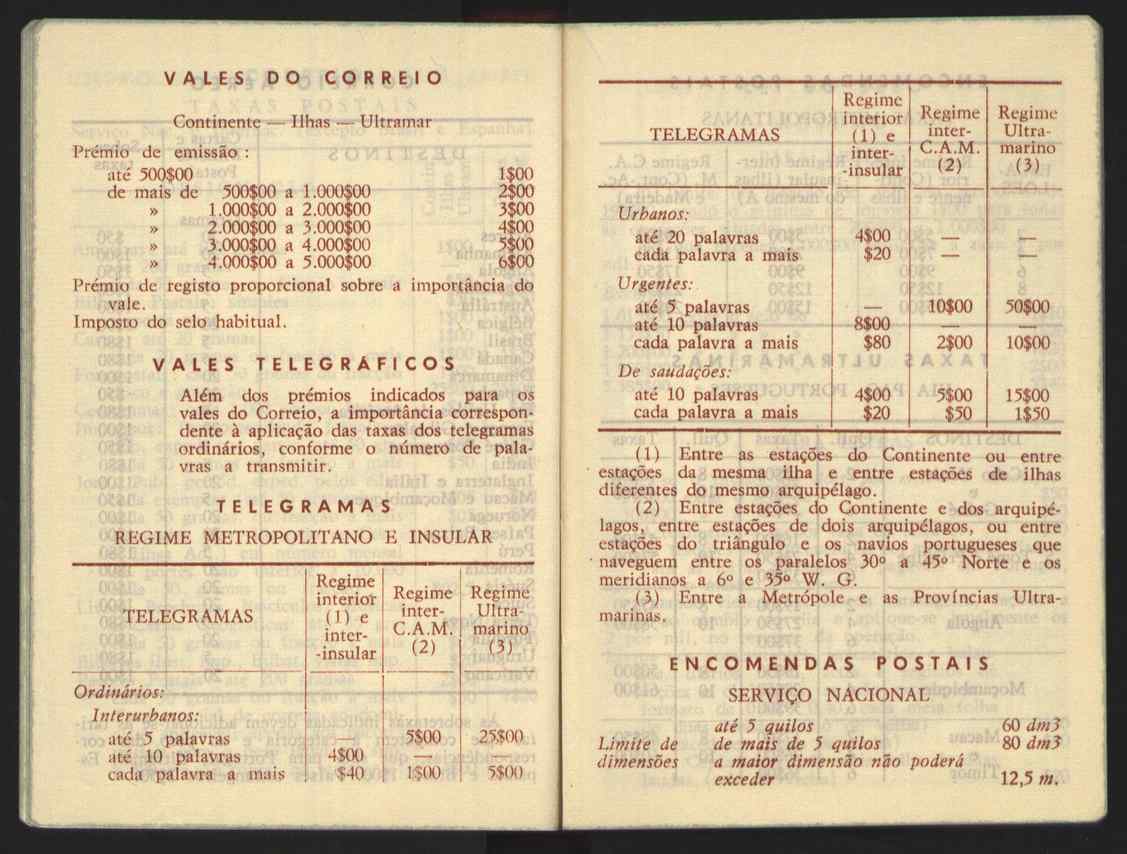 VALES DO CORREIO
Continente — Ilhas — Ultramar
Prémio de emissão :
até 500$00 1$00
de mais de 500$00 a 1.000$00 2$00
» 1.000$00 a 2.000$00 3$00
» 2.000$00 a 3.000$00 4$00
» 3.000$00 a 4.000$00 5$00
» 4.000$00 a 5.000$00 6$00
Prémio de registo proporcional sobre a importância do
vale.
Imposto do selo habitual.
VALES TELEGRÁFICOS
Além dos prémios indicados para os
vales do Correio, a importância correspon-
dente à aplicação das taxas dos telegramas
ordinários, conforme o número de pala-
vras a transmitir.
TELEGRAMAS
REGIME METROPOLITANO E INSULAR
TELEGRAMAS
Regime
interior
(1) e
inter-
-insular
Regime
inter-
C.A.M.
(2)
Regime
Ultra-
marino
(3)
Ordinários:
Interurbanos:
até 5 palavras — 5$00 25$00
até 10 palavras 4$00 — —
cada palavra a mais $40 1$00 5$00
TELEGRAMAS
Regime
interior
(1) e
inter-
-insular
Regime
inter-
C.A.M.
(2)
Regime
Ultra-
marino
(3)
Urbanos:
até 20 palavras 4$00 — —
cada palavra a mais $20 — —
Urgentes:
até 5 palavras — 10$00 50$00
até 10 palavras 8$00 — —
cada palavra a mais $80 2$00 10$00
De saudações:
até 10 palavras 4$00 5$00 15$00
cada palavra a mais $20 $50 1$50
(1) Entre as estações do Continente ou entre
estações da mesma ilha e entre estações de ilhas
diferentes do mesmo arquipélago.
(2) Entre estações do Continente e dos arquipé-
lagos, entre estações de dois arquipélagos, ou entre
estações do triângulo e os navios portugueses que
naveguem entre os paralelos 30º a 45º Norte e os
meridianos a 6º e 35º W. G.
(3) Entre a Metrópole e as Províncias Ultra-
marinas.
ENCOMENDAS POSTAIS
SERVIÇO NACIONAL
Limite de
dimensões
até 5 quilos 60 dm3
de mais de 5 quilos 80 dm3
a maior dimensão não poderá
exceder 12,5 m.